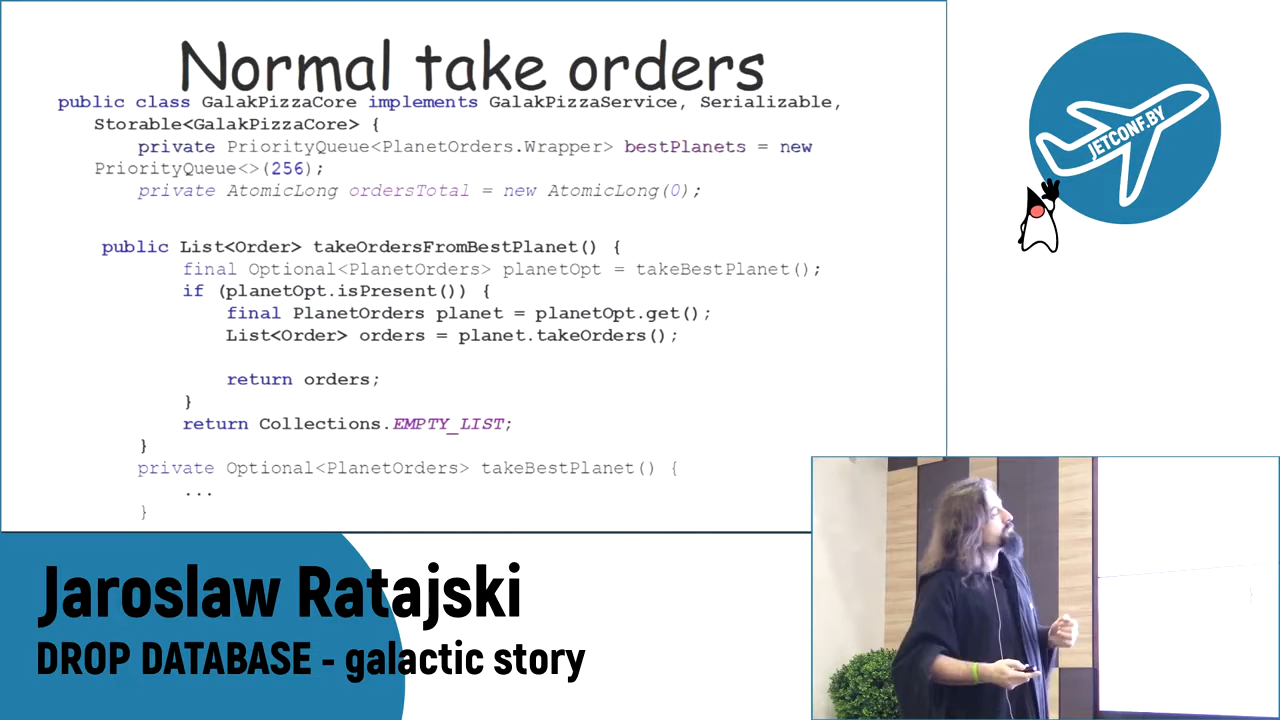 Normal take orders
public class GalakPizzaCore implements GalakPizzaService, Serializable,
Storable<GalakPizzaCore> {
private PriorityQueue<PlanetOrders.Wrapper> bestPlanets = new
PriorityQueue<>(256);
private AtomicLong ordersTotal = new AtomicLong(0);
public List<Order> takeOrdersFromBestPlanet() {
final Optional<PlanetOrders> planetOpt = takeBestPlanet();
if (planetOpt.isPresent()) {
final PlanetOrders planet = planetOpt.get();
List<Order> orders = planet.takeOrders();
return orders;
}
return Collections.EMPTY_LIST;
}
private Optional<PlanetOrders> takeBestPlanet() {
...
}
JETCONF.BY
Jaroslaw Ratajski
DROP DATABASE - galactic story